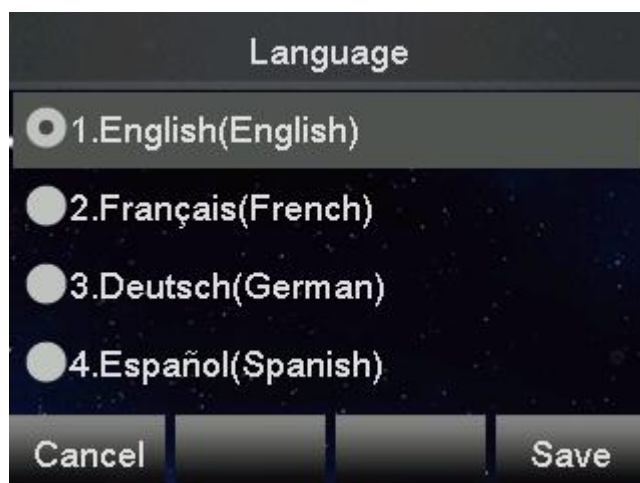 Language
1.English(English)
2.Français(French)
3.Deutsch(German)
4.Español(Spanish)
Cancel Save